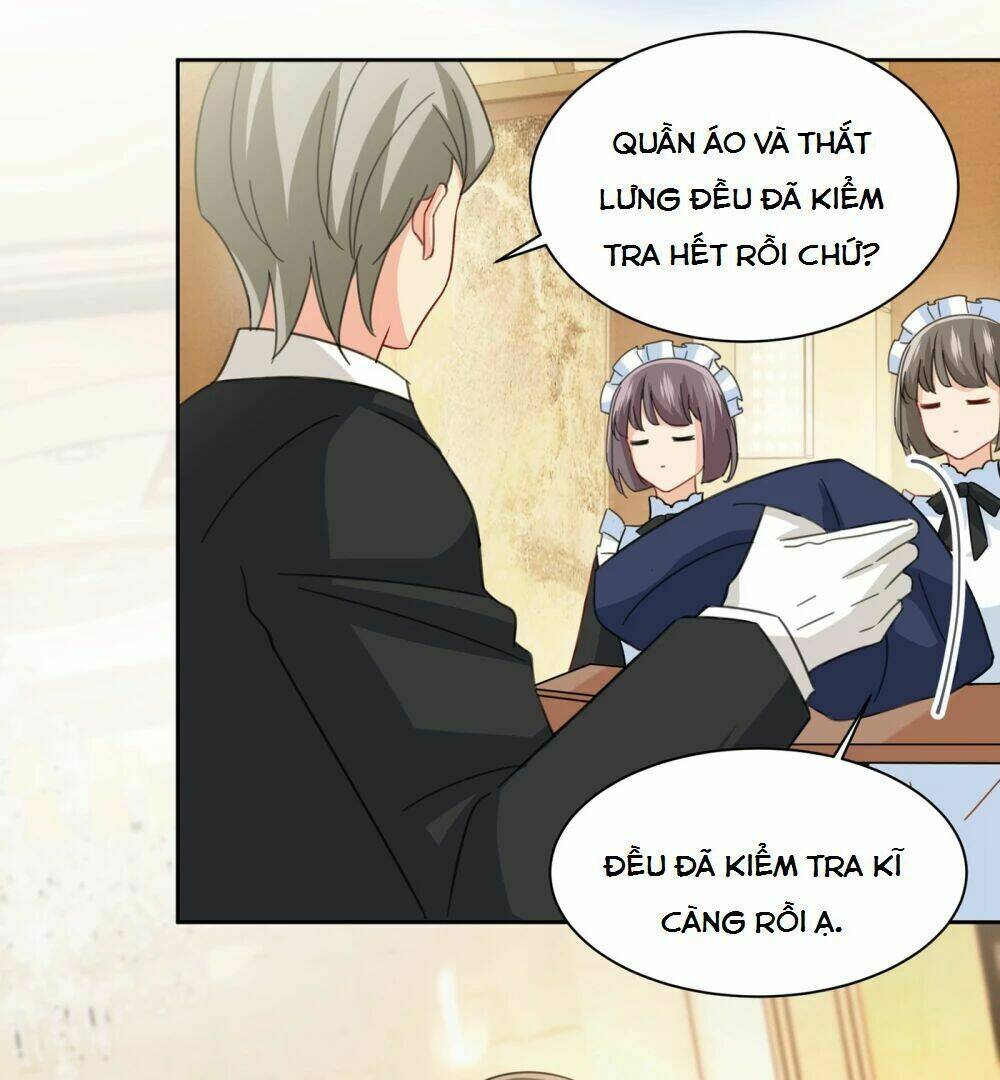 QUẦN ÁO VÀ THẮT
LƯNG ĐỀU ĐÃ KIỂM
TRA HẾT RỒI CHỨ?
ĐỀU ĐÃ KIỂM TRA KĨ
CÀNG RỒI Ạ.